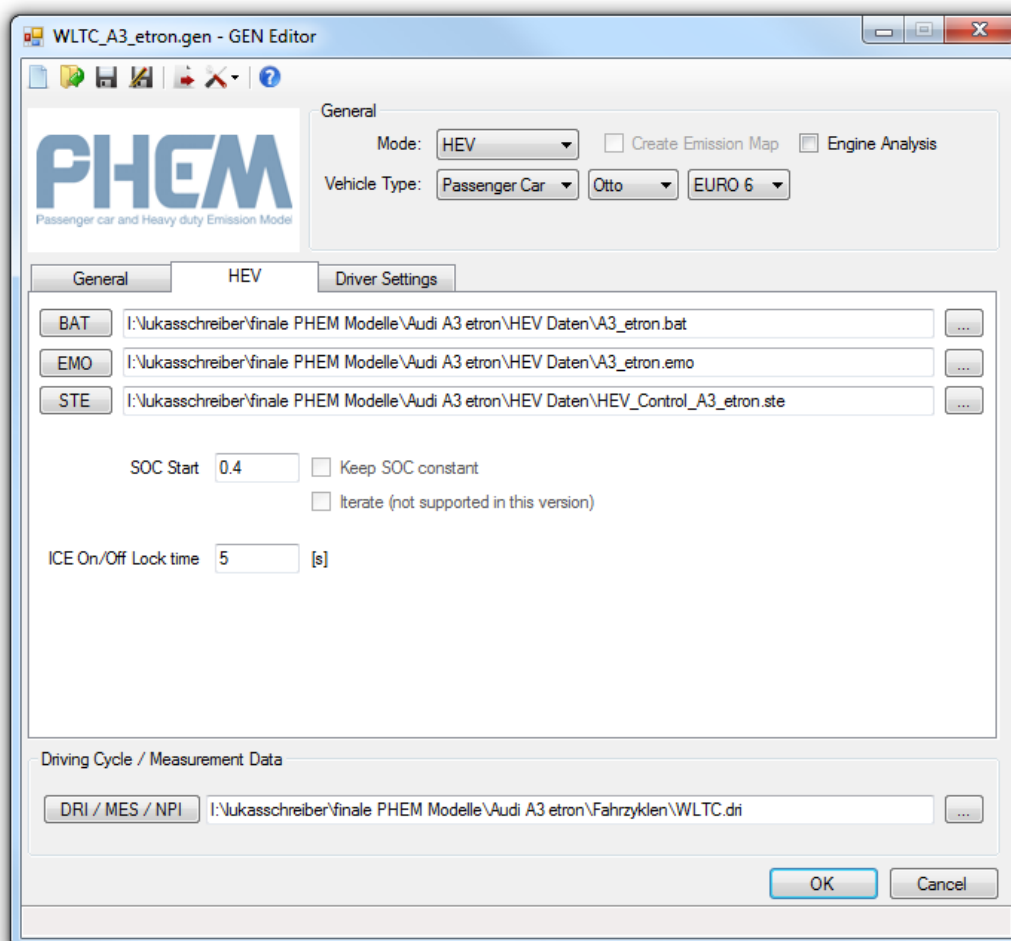 WLTC_A3_etron.gen - GEN Editor
General
Mode: HEV Create Emission Map Engine Analysis
Vehicle Type: Passenger Car Otto EURO 6
PHEM
Passenger car and Heavy duty Emission Model
General HEV Driver Settings
BAT I:\lukasschreiber\finale PHEM Modelle\Audi A3 etron\HEV Daten\A3_etron.bat ...
EMO I:\lukasschreiber\finale PHEM Modelle\Audi A3 etron\HEV Daten\A3_etron.emo ...
STE I:\lukasschreiber\finale PHEM Modelle\Audi A3 etron\HEV Daten\HEV_Control_A3_etron.ste ...
SOC Start 0.4 Keep SOC constant
Iterate (not supported in this version)
ICE On/Off Lock time 5 [s]
Driving Cycle / Measurement Data
DRI / MES / NPI I:\lukasschreiber\finale PHEM Modelle\Audi A3 etron\Fahrzyklen\WLTC.dri ...
OK Cancel